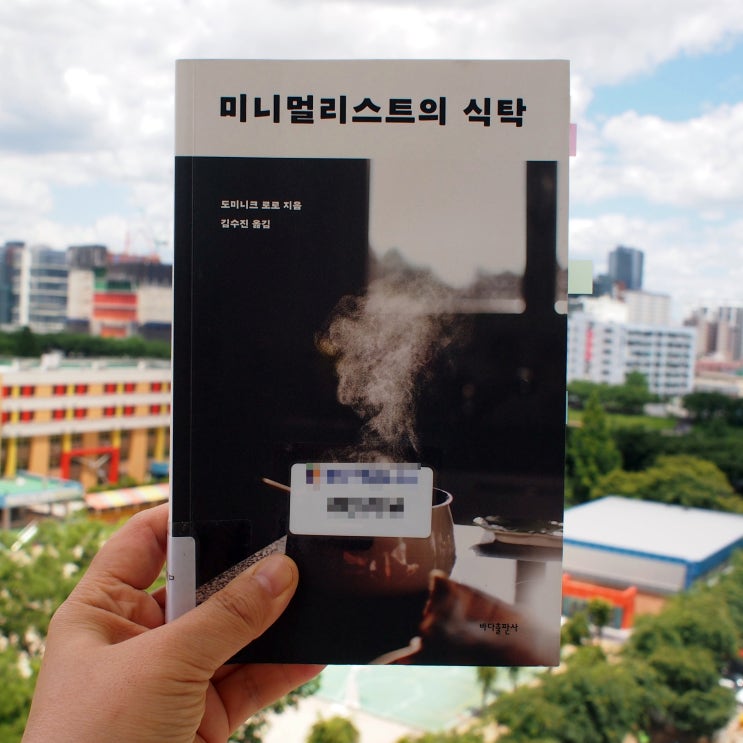 미니멀리스트의 식탁
도미니크 로로 지음
김수진 옮김
바다출판사